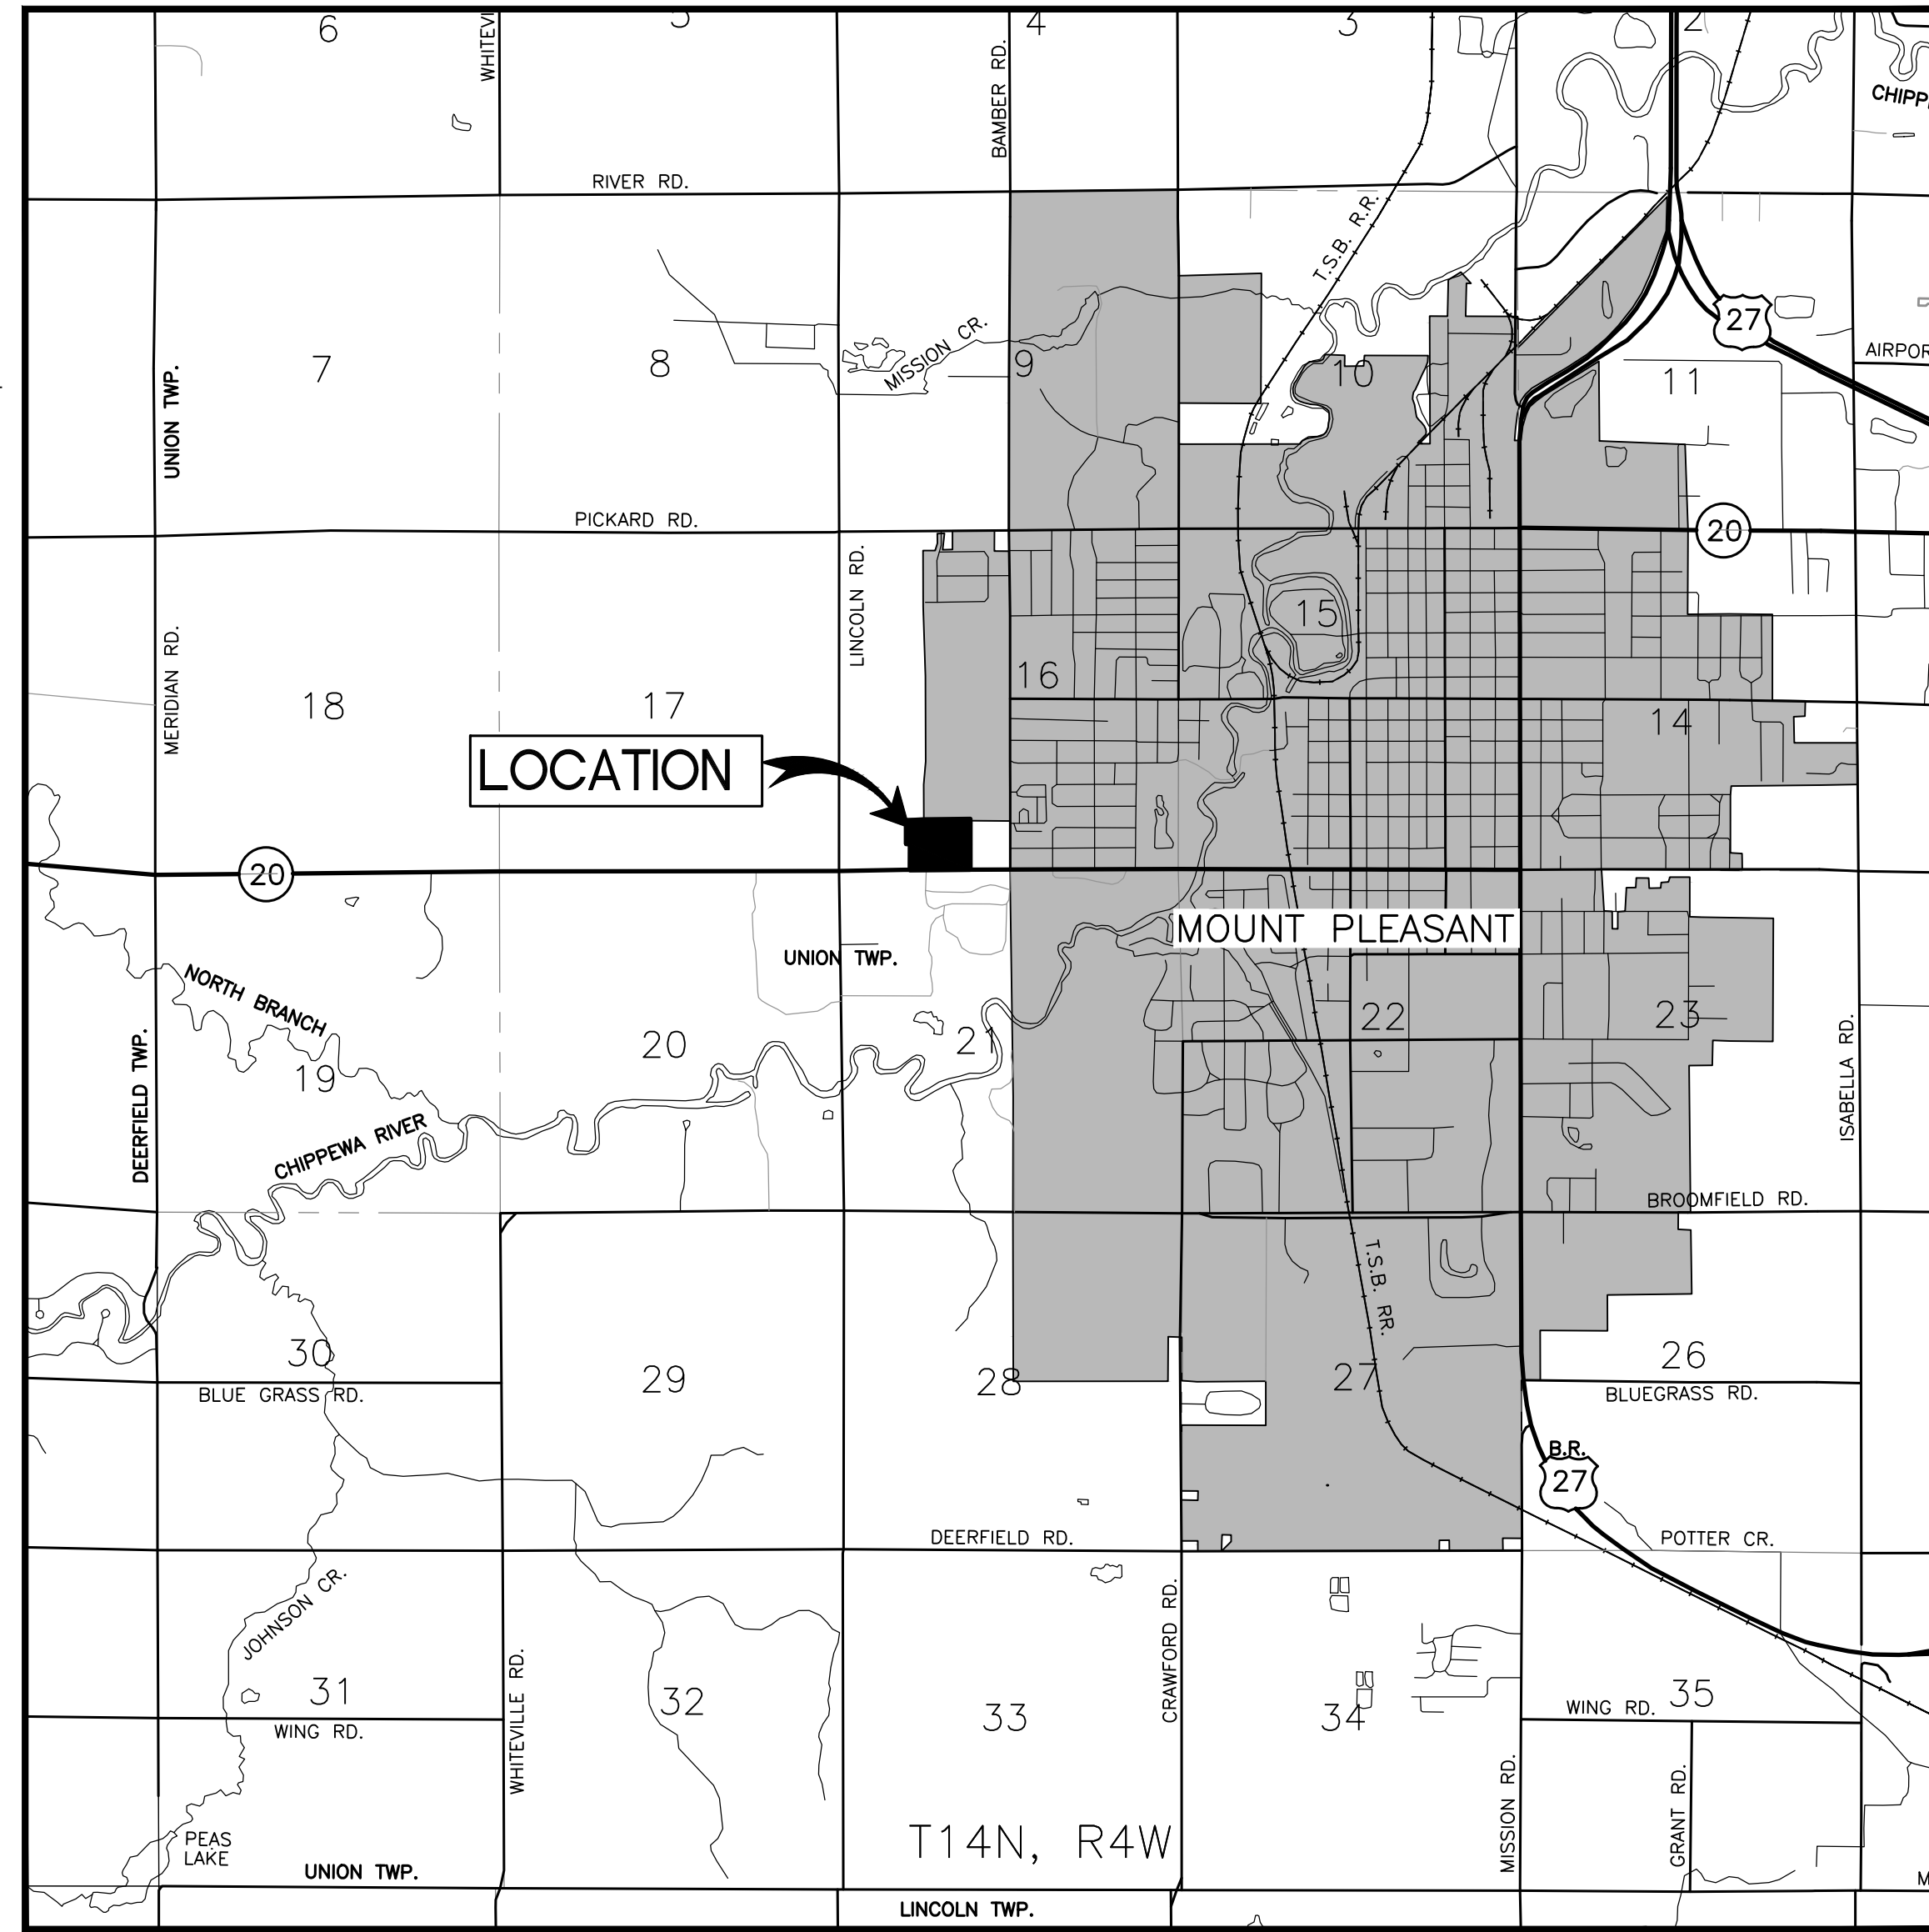 6
5
4
3
2
WHITEVI
BAMBER RD.
CHIPP
RIVER RD.
T.S.B. R.R.
27
AIRPOR
UNION TWP.
7
8
MISSION CR.
9
10
11
PICKARD RD.
20
LINCOLN RD.
MERIDIAN RD.
15
16
18
17
14
LOCATION
20
MOUNT PLEASANT
UNION TWP.
NORTH BRANCH
DEERFIELD TWP.
19
20
21
22
23
ISABELLA RD.
CHIPPEWA RIVER
BROOMFIELD RD.
T.S.B. RR.
30
29
28
27
26
BLUE GRASS RD.
BLUEGRASS RD.
B.R.
27
DEERFIELD RD.
POTTER CR.
JOHNSON CR.
CRAWFORD RD.
WHITEVILLE RD.
31
32
33
34
35
WING RD.
WING RD.
MISSION RD.
GRANT RD.
T14N, R4W
PEAS
LAKE
UNION TWP.
M
LINCOLN TWP.